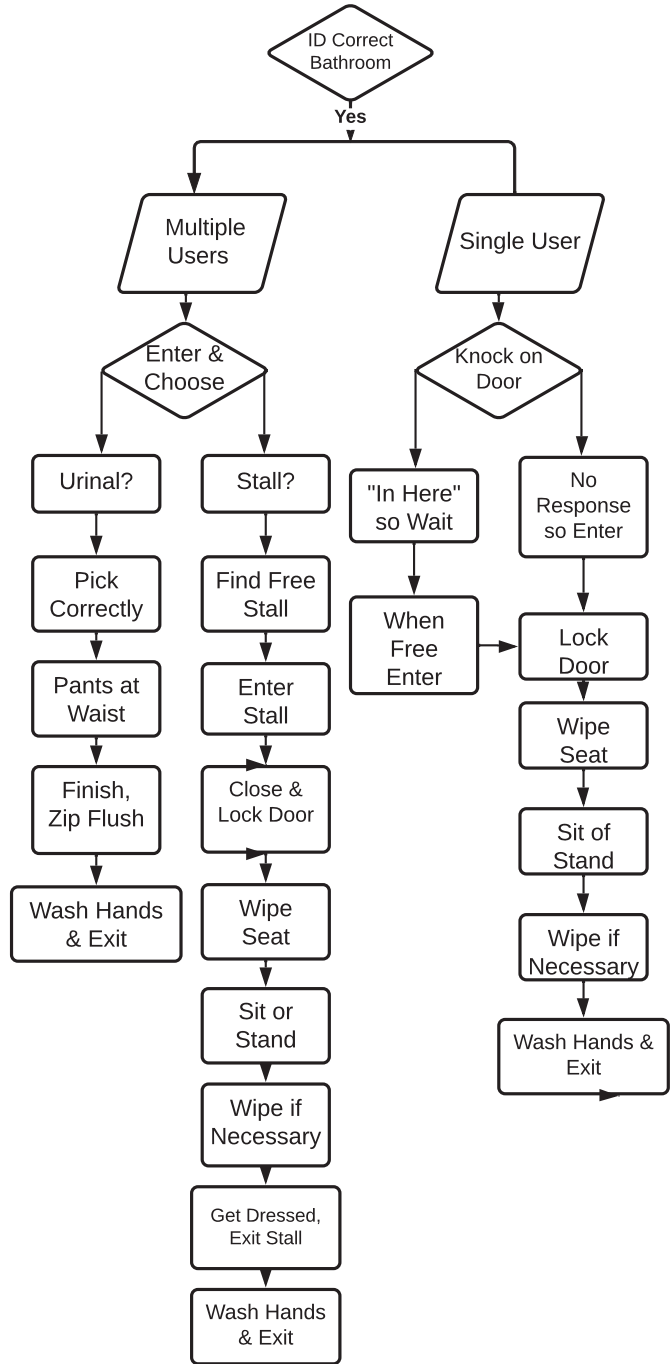 ID Correct
Bathroom
Yes
Multiple
Users
Single User
Enter &
Choose
Knock on
Door
Urinal?
Stall?
"In Here"
so Wait
No
Response
so Enter
Pick
Correctly
Find Free
Stall
When
Free
Enter
Lock
Door
Pants at
Waist
Enter
Stall
Wipe
Seat
Finish,
Zip Flush
Close &
Lock Door
Sit of
Stand
Wash Hands
& Exit
Wipe
Seat
Wipe if
Necessary
Sit or
Stand
Wash Hands &
Exit
Wipe if
Necessary
Get Dressed,
Exit Stall
Wash Hands
& Exit